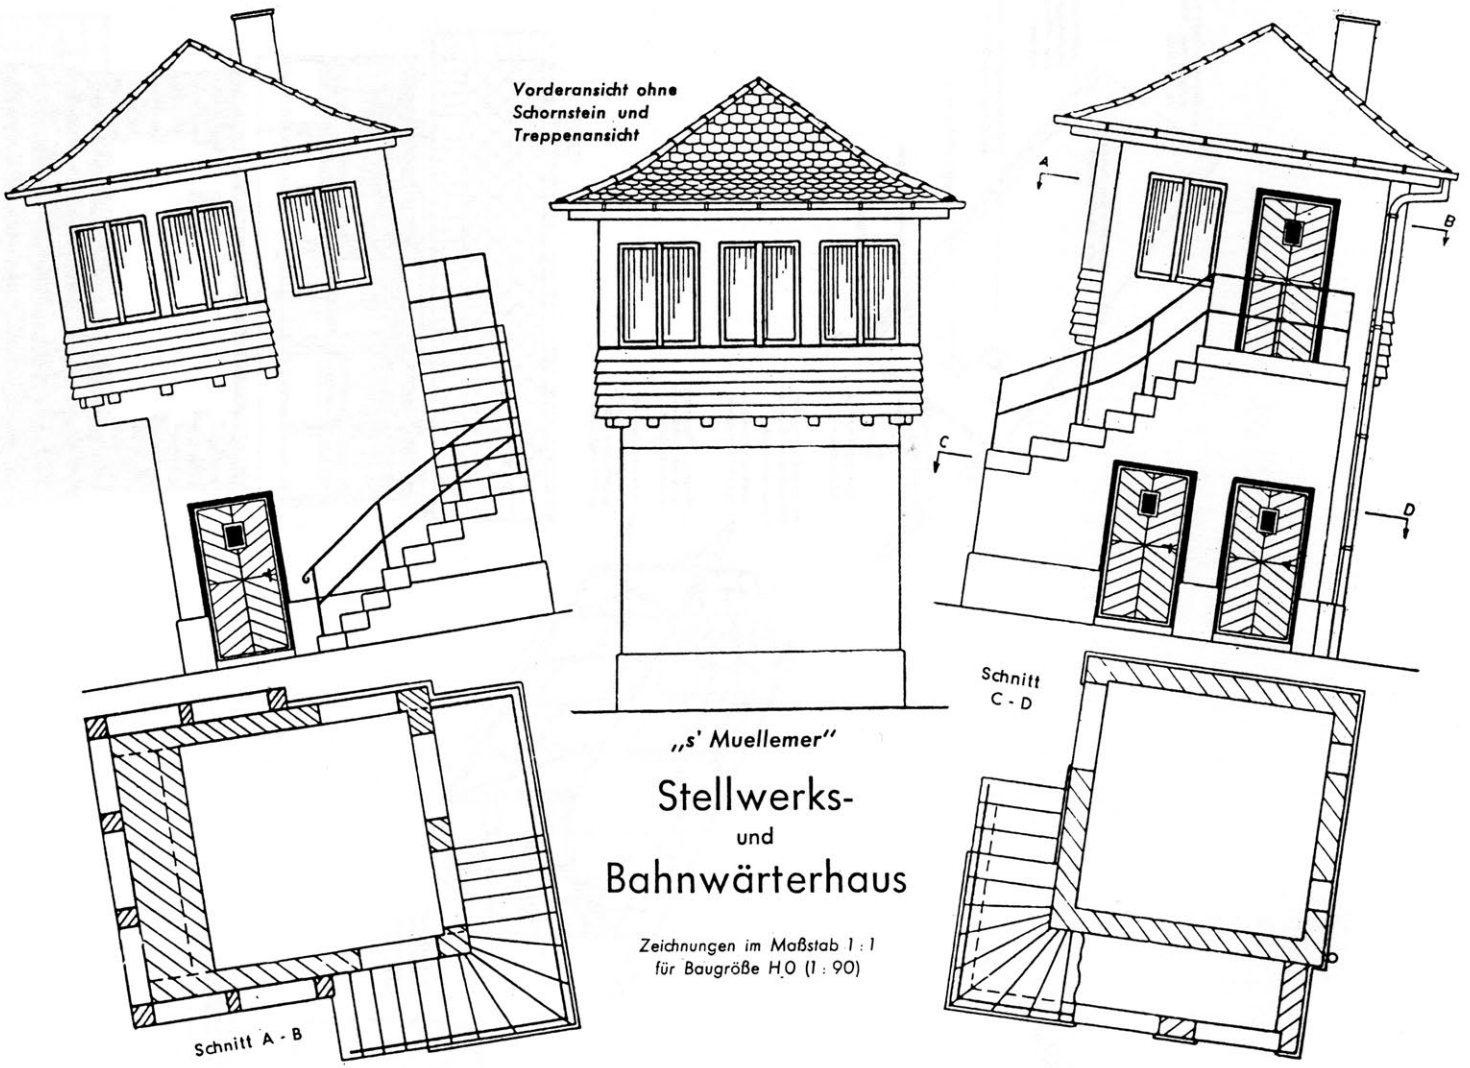 Vorderansicht ohne
Schornstein und
Treppenansicht
A
B
C
D
Schnitt
C - D
„s' Muellemer“
Stellwerks-
und
Bahnwärterhaus
Zeichnungen im Maßstab 1 : 1
für Baugröße H0 (1 : 90)
Schnitt A - B